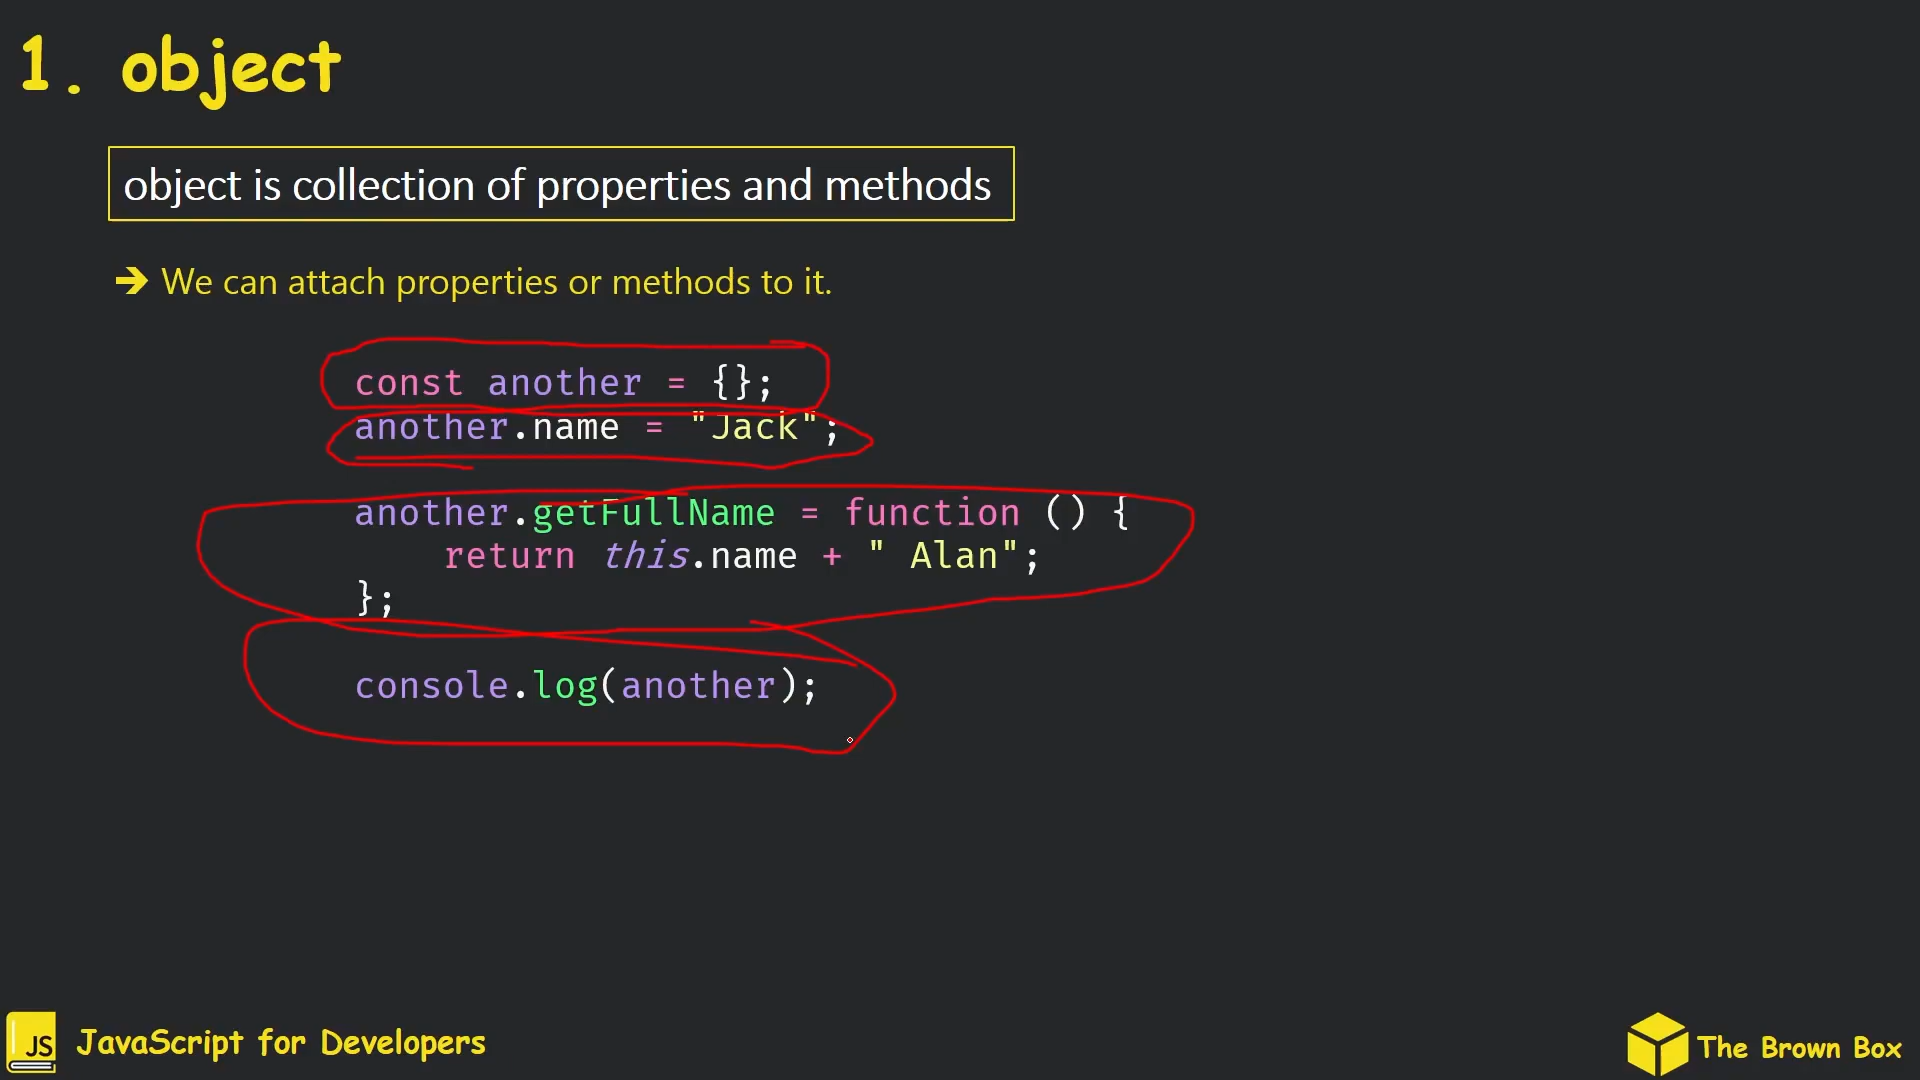 1. object
object is collection of properties and methods
➔ We can attach properties or methods to it.
const another = {};
another.name = "Jack";
another.getFullName = function () {
return this.name + " Alan";
};
console.log(another);
JS
JavaScript for Developers
The Brown Box